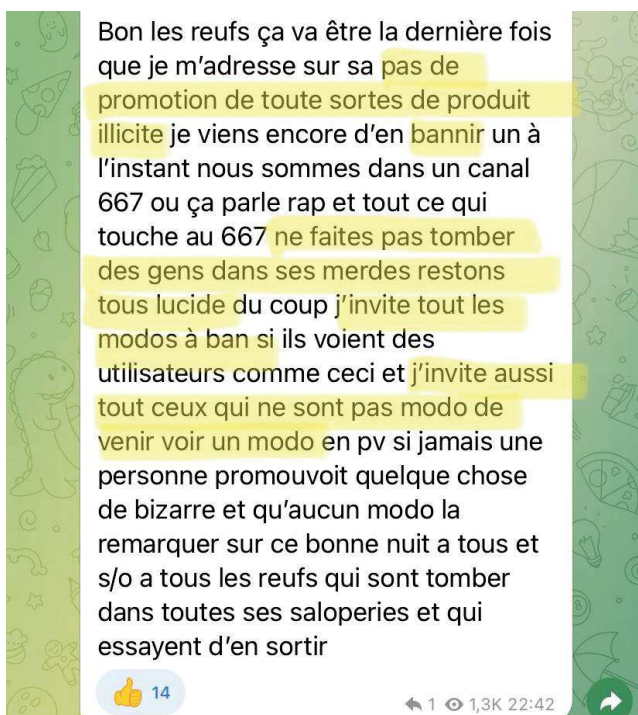 Bon les reufs ça va être la dernière fois
que je m'adresse sur sa pas de
promotion de toute sortes de produit
illicite je viens encore d'en bannir un à
l'instant nous sommes dans un canal
667 ou ça parle rap et tout ce qui
touche au 667 ne faites pas tomber
des gens dans ses merdes restons
tous lucide du coup j'invite tout les
modos à ban si ils voient des
utilisateurs comme ceci et j'invite aussi
tout ceux qui ne sont pas modo de
venir voir un modo en pv si jamais une
personne promouvoit quelque chose
de bizarre et qu'aucun modo la
remarquer sur ce bonne nuit a tous et
s/o a tous les reufs qui sont tomber
dans toutes ses saloperies et qui
essayent d'en sortir
👍 14
1 1,3K 22:42